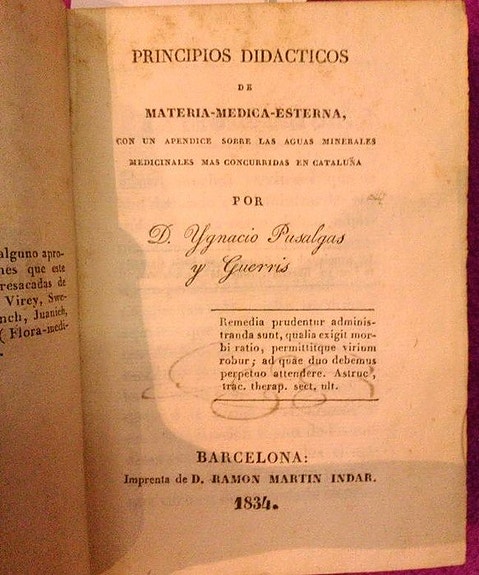 alguno apro-
nes que este
resacadas de
Virey, Swe-
nch, Juanich,
Flora-medi-
PRINCIPIOS DIDACTICOS
DE
MATERIA-MEDICA-ESTERNA,
CON UN APENDICE SOBRE LAS AGUAS MINERALES
MEDICINALES MAS CONCURRIDAS EN CATALUÑA
POR
D. Ygnacio Pusalgas
y Guerris
Remedia prudentur adminis-
tranda sunt, qualia exigit mor-
bi ratio, permittitque virium
robur; ad quæ duo debemus
perpetuo attendere. Astruc,
trac. therap. sect, ult.
BARCELONA:
Imprenta de D. RAMON MARTIN INDAR.
1834.